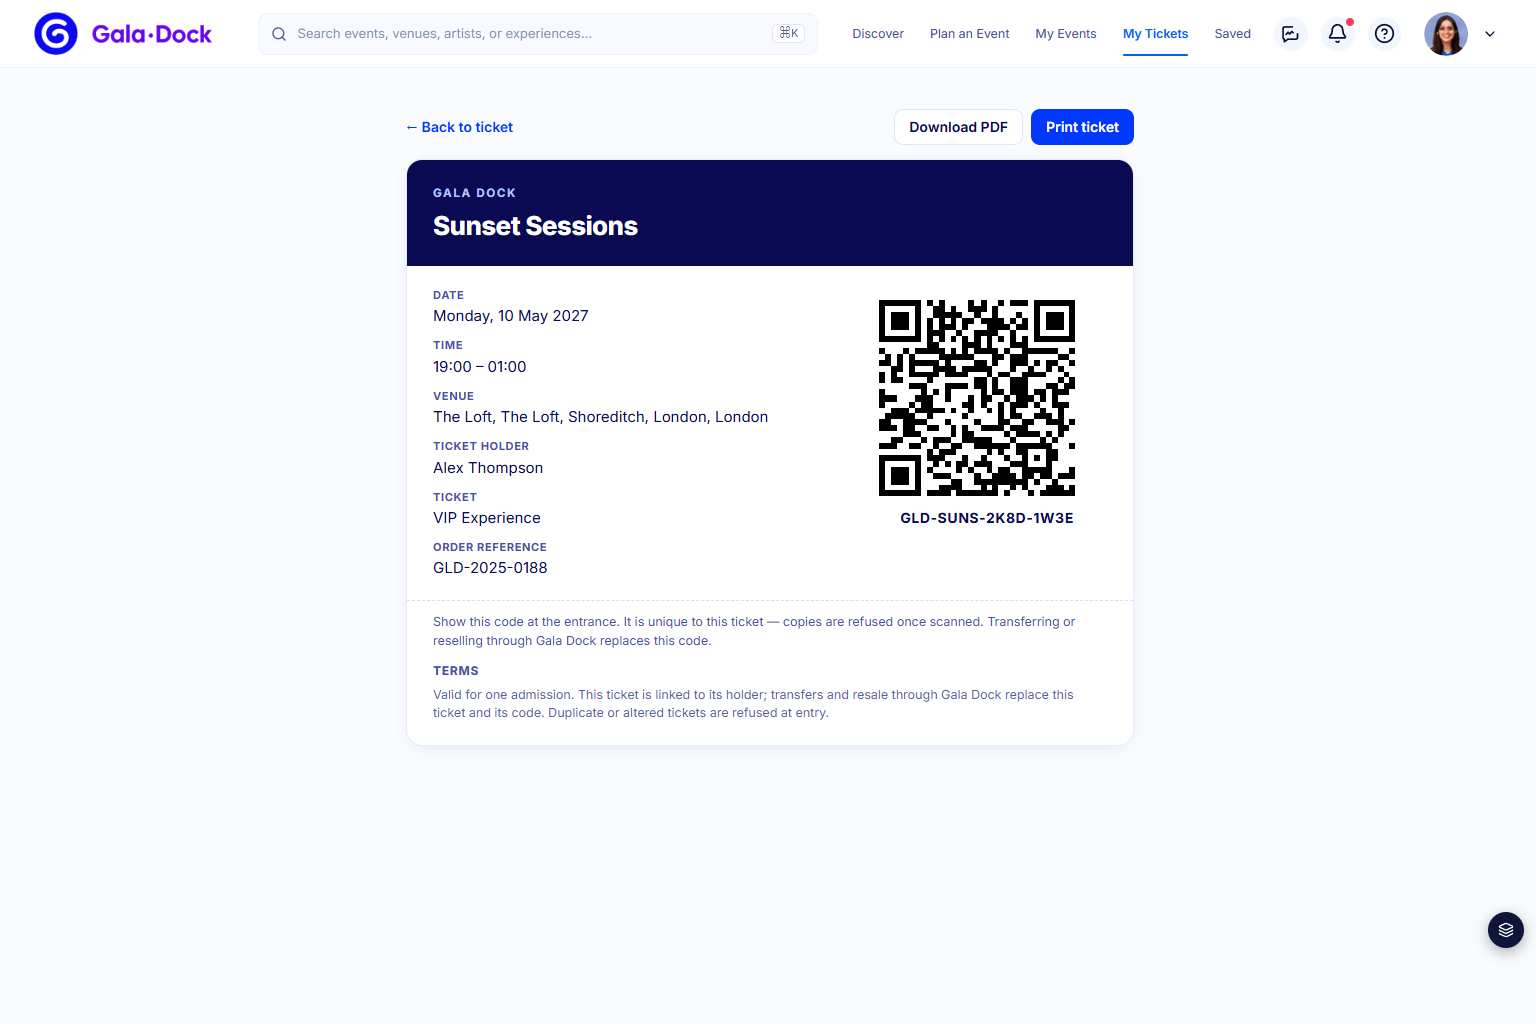 Gala·Dock
Search events, venues, artists, or experiences...
⌘K
Discover
Plan an Event
My Events
My Tickets
Saved
← Back to ticket
Download PDF
Print ticket
GALA DOCK
Sunset Sessions
DATE
Monday, 10 May 2027
TIME
19:00 – 01:00
VENUE
The Loft, The Loft, Shoreditch, London, London
TICKET HOLDER
Alex Thompson
TICKET
VIP Experience
ORDER REFERENCE
GLD-2025-0188
GLD-SUNS-2K8D-1W3E
Show this code at the entrance. It is unique to this ticket — copies are refused once scanned. Transferring or
reselling through Gala Dock replaces this code.
TERMS
Valid for one admission. This ticket is linked to its holder; transfers and resale through Gala Dock replace this
ticket and its code. Duplicate or altered tickets are refused at entry.